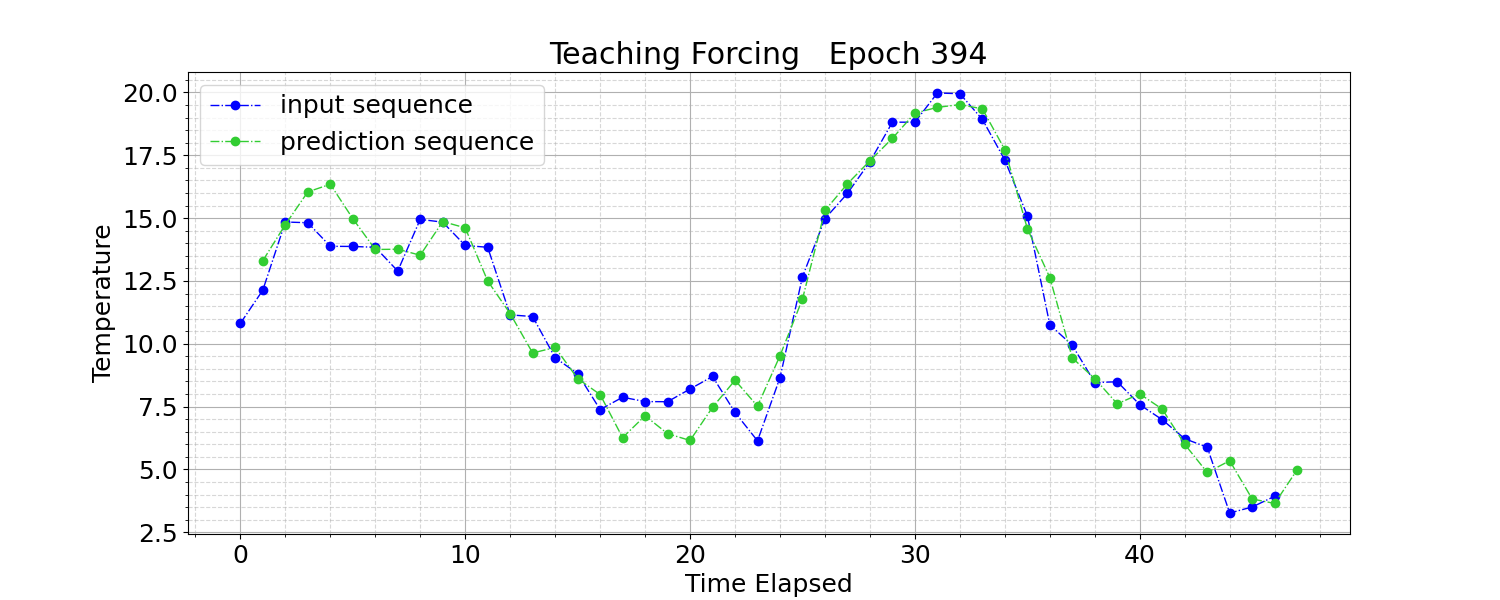 Teaching Forcing   Epoch 394
input sequence
prediction sequence
Temperature
20.0
17.5
15.0
12.5
10.0
7.5
5.0
2.5
0 10 20 30 40
Time Elapsed